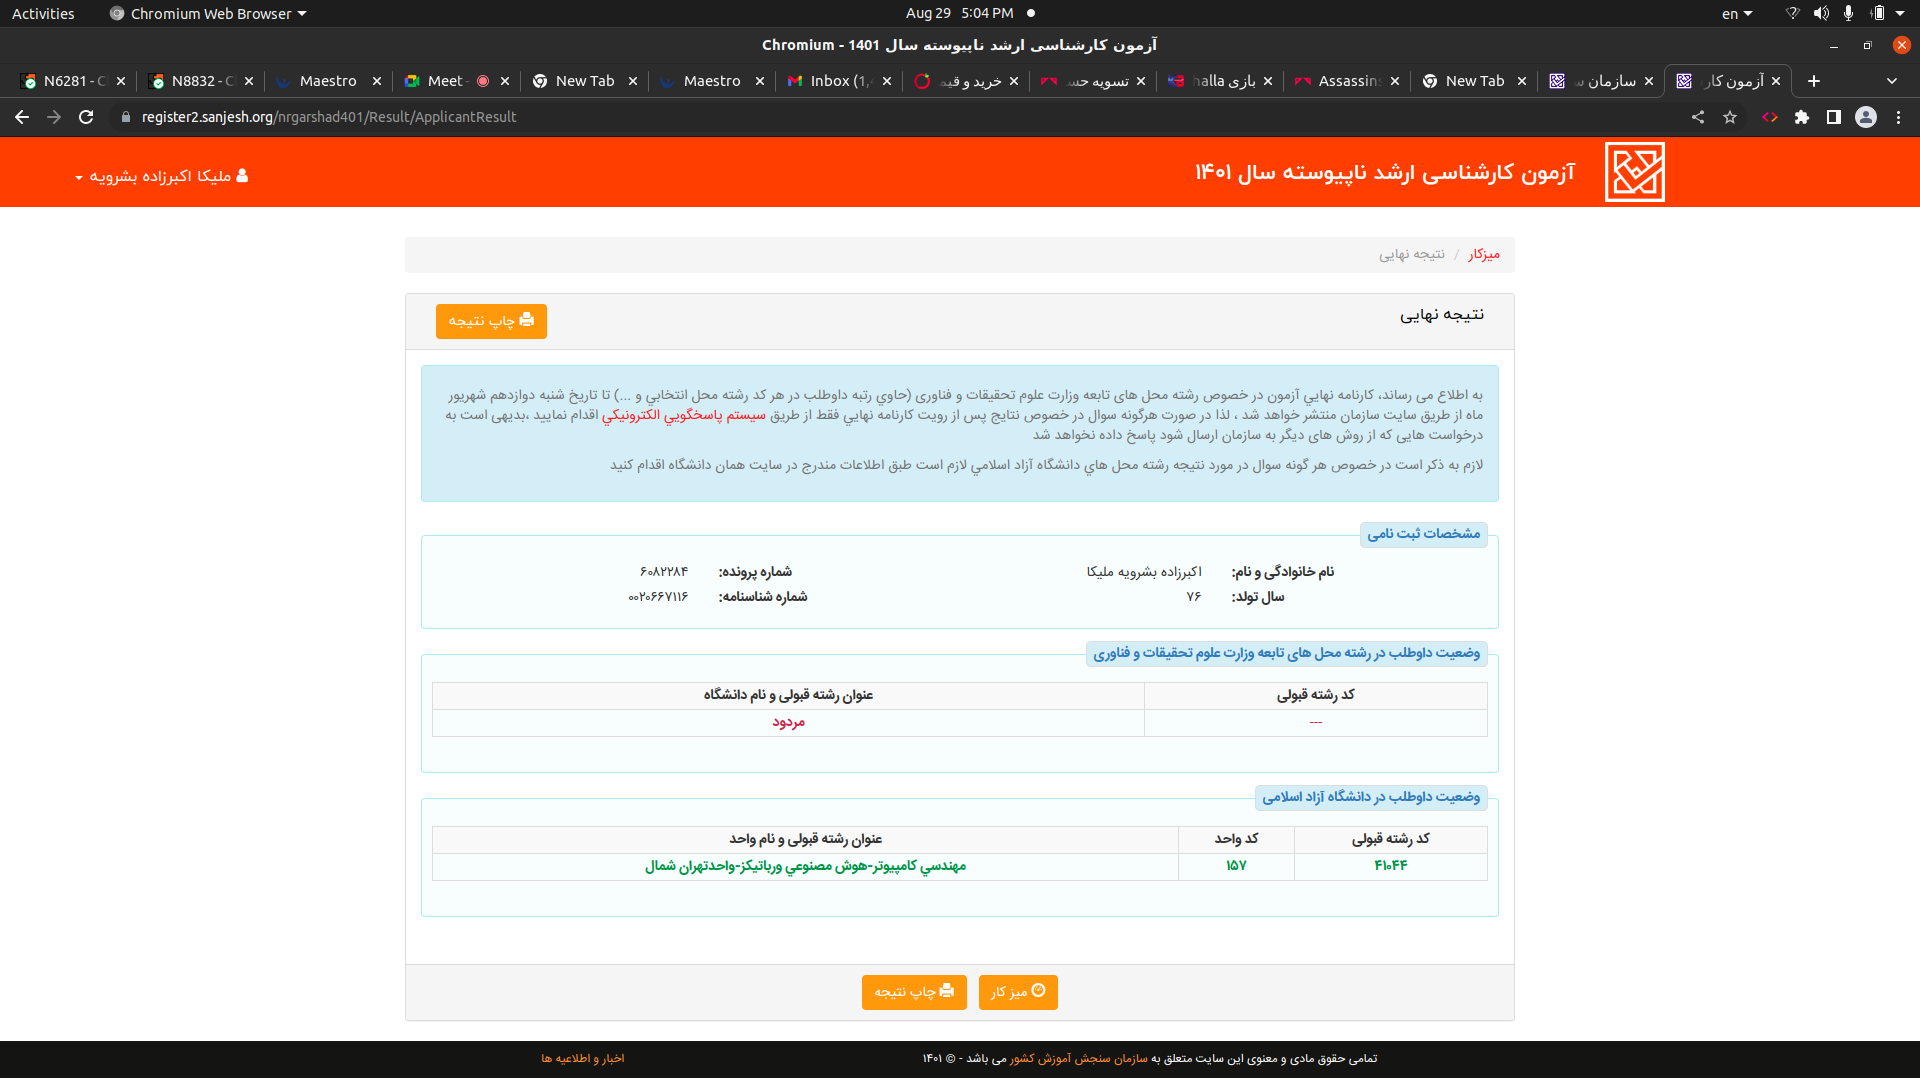 Activities
Chromium Web Browser
Aug 29 5:04 PM
en
آزمون کارشناسی ارشد ناپیوسته سال 1401 - Chromium
N6281 - C
N8832 - C
Maestro
Meet -
New Tab
Maestro
Inbox (1,4
خرید و قیم
تسویه حس
بازی halla
Assassins
New Tab
سازمان س
آزمون کار
register2.sanjesh.org/nrgarshad401/Result/ApplicantResult
آزمون کارشناسی ارشد ناپیوسته سال ۱۴۰۱
ملیکا اکبرزاده بشرویه
میزکار / نتیجه نهایی
نتیجه نهایی
چاپ نتیجه
به اطلاع می رساند، کارنامه نهايي آزمون در خصوص رشته محل های تابعه وزارت علوم تحقیقات و فناوری (حاوي رتبه داوطلب در هر کد رشته محل انتخابي و ...) تا تاریخ شنبه دوازدهم شهریور
ماه از طریق سایت سازمان منتشر خواهد شد ، لذا در صورت هرگونه سوال در خصوص نتایج پس از رویت کارنامه نهايي فقط از طریق سیستم پاسخگويي الکترونيکي اقدام نمایید ،بدیهی است به
درخواست هایی که از روش های دیگر به سازمان ارسال شود پاسخ داده نخواهد شد
لازم به ذکر است در خصوص هر گونه سوال در مورد نتیجه رشته محل هاي دانشگاه آزاد اسلامي لازم است طبق اطلاعات مندرج در سایت همان دانشگاه اقدام کنید
مشخصات ثبت نامی
نام خانوادگی و نام: اکبرزاده بشرویه ملیکا
شماره پرونده: ۶۰۸۲۲۸۴
سال تولد: ۷۶
شماره شناسنامه: ۰۰۲۰۶۶۷۱۱۶
وضعیت داوطلب در رشته محل های تابعه وزارت علوم تحقیقات و فناوری
کد رشته قبولی
عنوان رشته قبولی و نام دانشگاه
---
مردود
وضعیت داوطلب در دانشگاه آزاد اسلامی
کد رشته قبولی
کد واحد
عنوان رشته قبولی و نام واحد
۴۱۰۴۴
۱۵۷
مهندسي کامپیوتر-هوش مصنوعي ورباتیکز-واحدتهران شمال
میز کار
چاپ نتیجه
تمامی حقوق مادی و معنوی این سایت متعلق به سازمان سنجش آموزش کشور می باشد - © ۱۴۰۱
اخبار و اطلاعیه ها